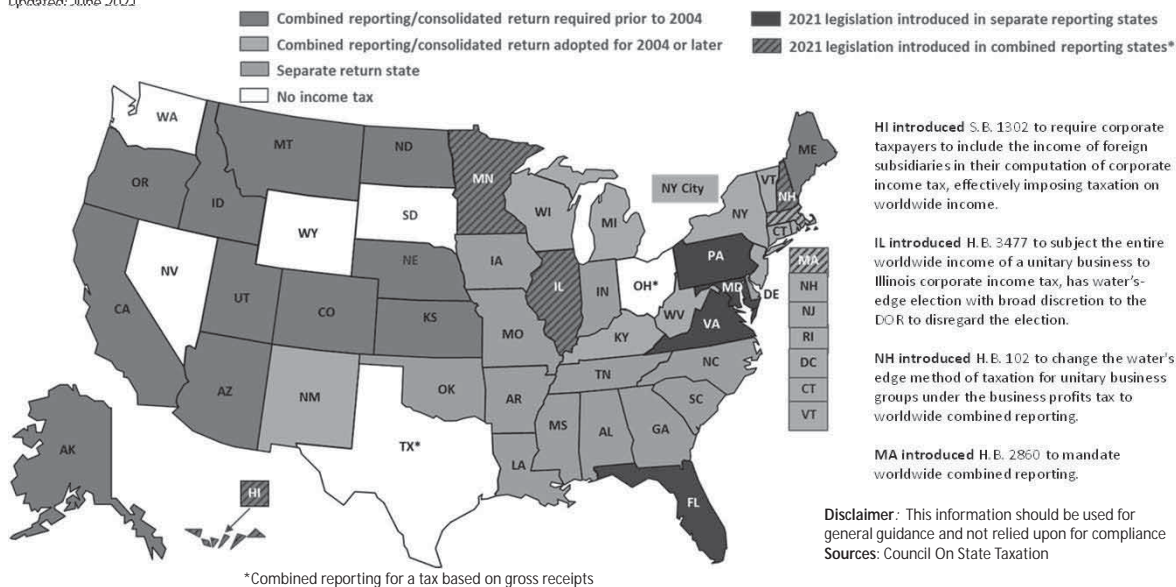 Combined reporting/consolidated return required prior to 2004
Combined reporting/consolidated return adopted for 2004 or later
Separate return state
No income tax
2021 legislation introduced in separate reporting states
2021 legislation introduced in combined reporting states*
WA
OR
CA
NV
ID
MT
WY
UT
AZ
CO
NM
ND
SD
NE
KS
OK
TX*
MN
IA
MO
AR
LA
WI
IL
MI
IN
OH*
KY
TN
MS
AL
GA
FL
SC
NC
VA
WV
MD
DE
PA
NY
NY City
VT
NH
ME
CT
AK
HI
MA
NH
NJ
RI
DC
CT
VT
HI introduced S.B. 1302 to require corporate
taxpayers to include the income of foreign
subsidiaries in their computation of corporate
income tax, effectively imposing taxation on
worldwide income.
IL introduced H.B. 3477 to subject the entire
worldwide income of a unitary business to
Illinois corporate income tax, has water's-
edge election with broad discretion to the
DOR to disregard the election.
NH introduced H.B. 102 to change the water's
edge method of taxation for unitary business
groups under the business profits tax to
worldwide combined reporting.
MA introduced H.B. 2860 to mandate
worldwide combined reporting.
Disclaimer: This information should be used for
general guidance and not relied upon for compliance
Sources: Council On State Taxation
*Combined reporting for a tax based on gross receipts